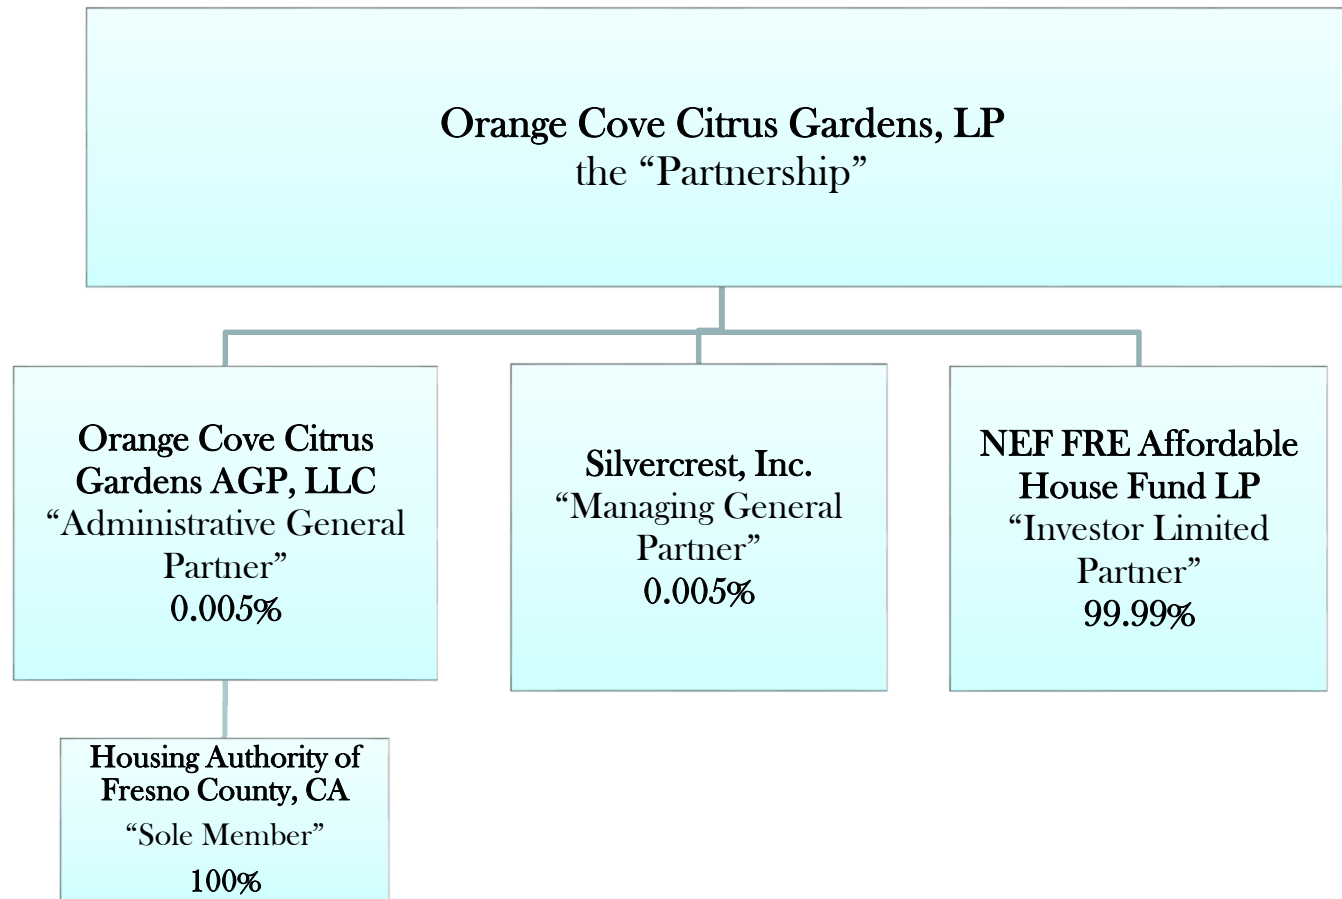 Orange Cove Citrus Gardens, LP
the “Partnership”
Orange Cove Citrus
Gardens AGP, LLC
“Administrative General
Partner”
0.005%
Silvercrest, Inc.
“Managing General
Partner”
0.005%
NEF FRE Affordable
House Fund LP
“Investor Limited
Partner”
99.99%
Housing Authority of
Fresno County, CA
“Sole Member”
100%